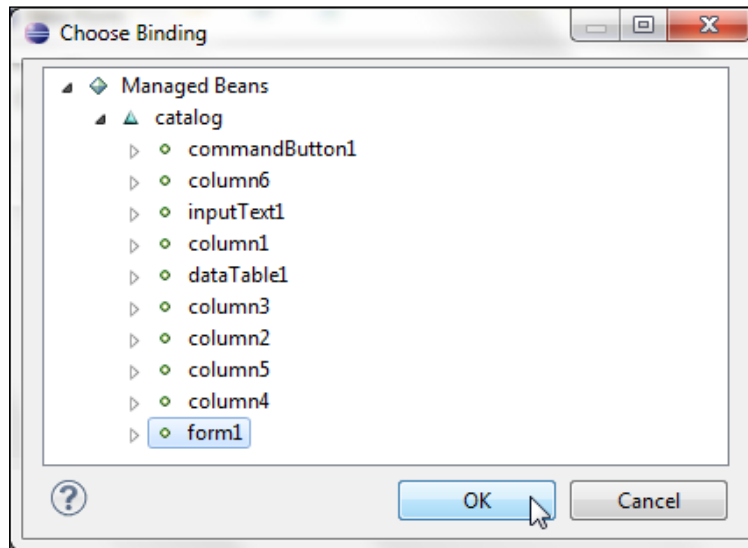 Choose Binding
Managed Beans
catalog
commandButton1
column6
inputText1
column1
dataTable1
column3
column2
column5
column4
form1
?
OK
Cancel